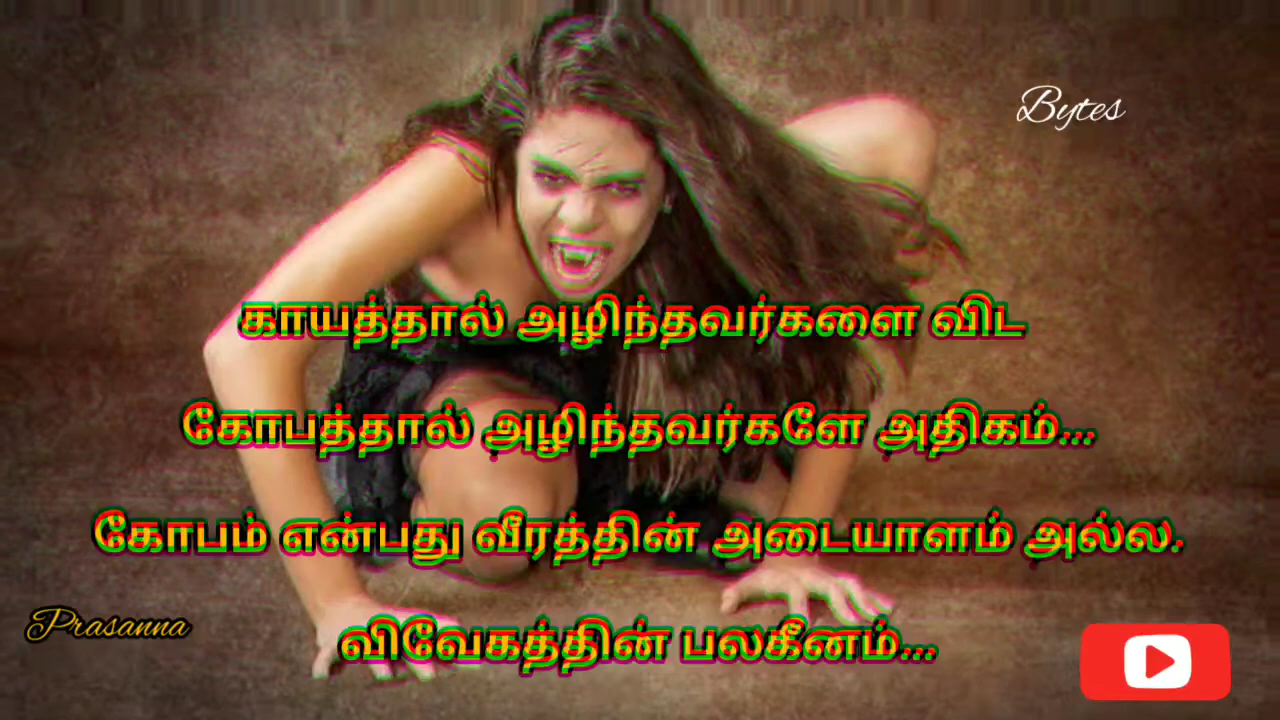 Bytes
காயத்தால் அழிந்தவர்களை விட
கோபத்தால் அழிந்தவர்களே அதிகம்...
கோபம் என்பது வீரத்தின் அடையாளம் அல்ல.
விவேகத்தின் பலகீனம்...
Prasanna